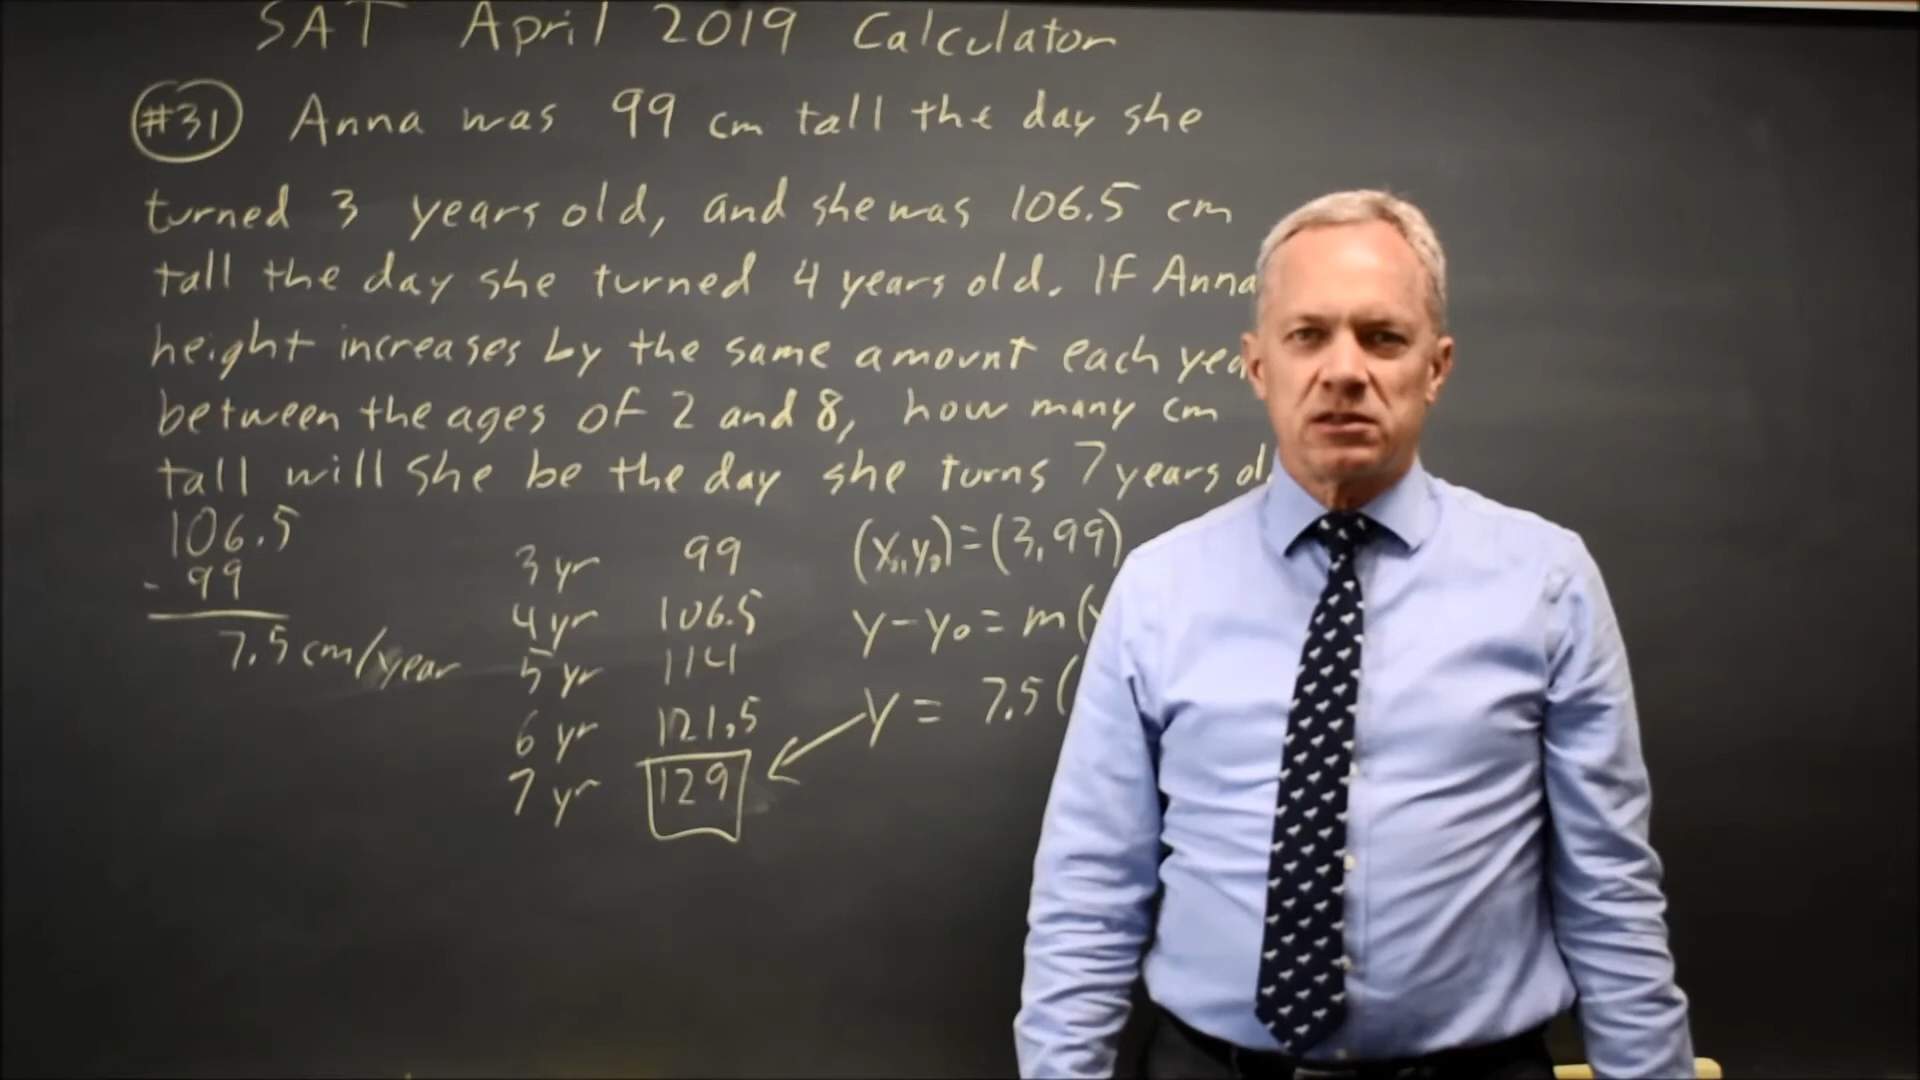 SAT April 2019 Calculator
#31 Anna was 99 cm tall the day she
turned 3 years old, and she was 106.5 cm
tall the day she turned 4 years old. If Anna
height increases by the same amount each yea
between the ages of 2 and 8, how many cm
tall will she be the day she turns 7 years ol
106.5
- 99
7.5 cm/year
3 yr 99
4 yr 106.5
5 yr 114
6 yr 121.5
7 yr 129
(x₀,y₀)=(3,99)
y-y₀=m(
y= 7.5(